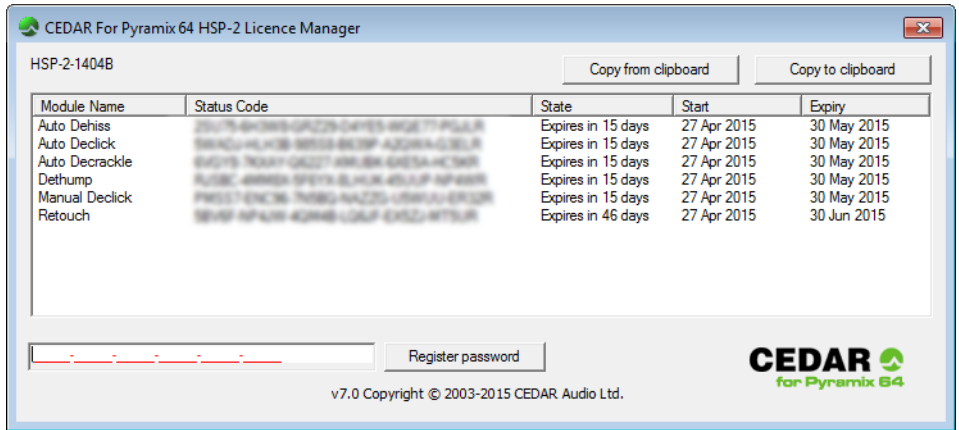 CEDAR For Pyramix 64 HSP-2 Licence Manager
HSP-2-1404B
Copy from clipboard
Copy to clipboard
Module Name Status Code State Start Expiry
Auto Dehiss Expires in 15 days 27 Apr 2015 30 May 2015
Auto Declick Expires in 15 days 27 Apr 2015 30 May 2015
Auto Decrackle Expires in 15 days 27 Apr 2015 30 May 2015
Dethump Expires in 15 days 27 Apr 2015 30 May 2015
Manual Declick Expires in 15 days 27 Apr 2015 30 May 2015
Retouch Expires in 46 days 27 Apr 2015 30 Jun 2015
Register password
CEDAR
for Pyramix 64
v7.0 Copyright © 2003-2015 CEDAR Audio Ltd.